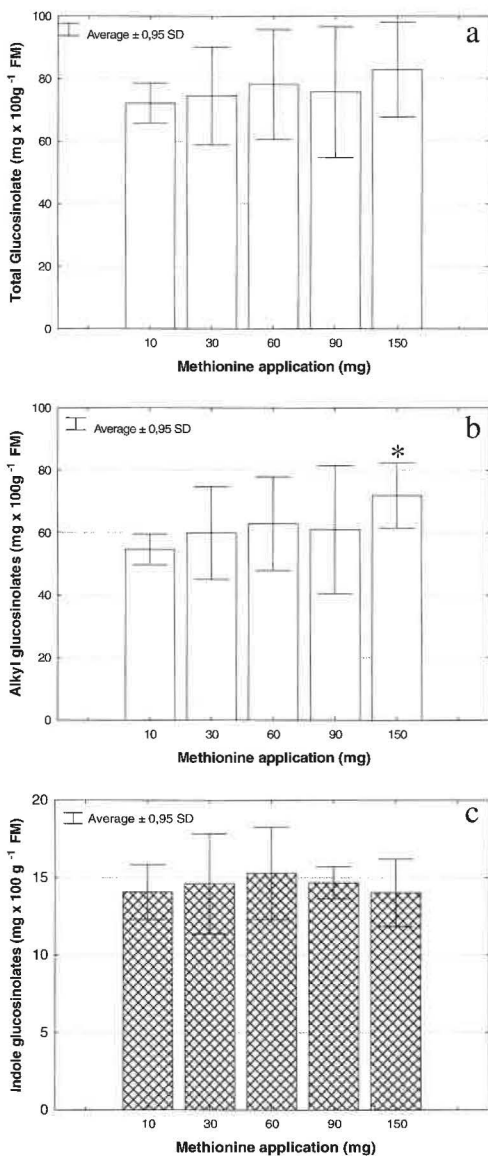 a
Average ± 0,95 SD
100
80
60
40
20
0
Total Glucosinolate (mg x 100g -1 FM)
10 30 60 90 150
Methionine application (mg)
b
Average ± 0,95 SD
*
100
80
60
40
20
0
Alkyl glucosinolates (mg x 100g -1 FM)
10 30 60 90 150
Methionine application (mg)
c
Average ± 0,95 SD
20
15
10
5
0
Indole glucosinolates (mg x 100 g -1 FM)
10 30 60 90 150
Methionine application (mg)